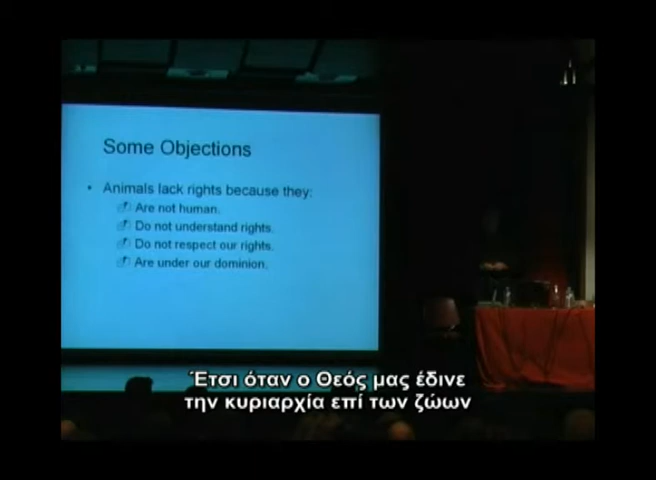 Some Objections
• Animals lack rights because they:
Are not human.
Do not understand rights.
Do not respect our rights.
Are under our dominion.
Έτσι όταν ο Θεός μας έδινε
την κυριαρχία επί των ζώων